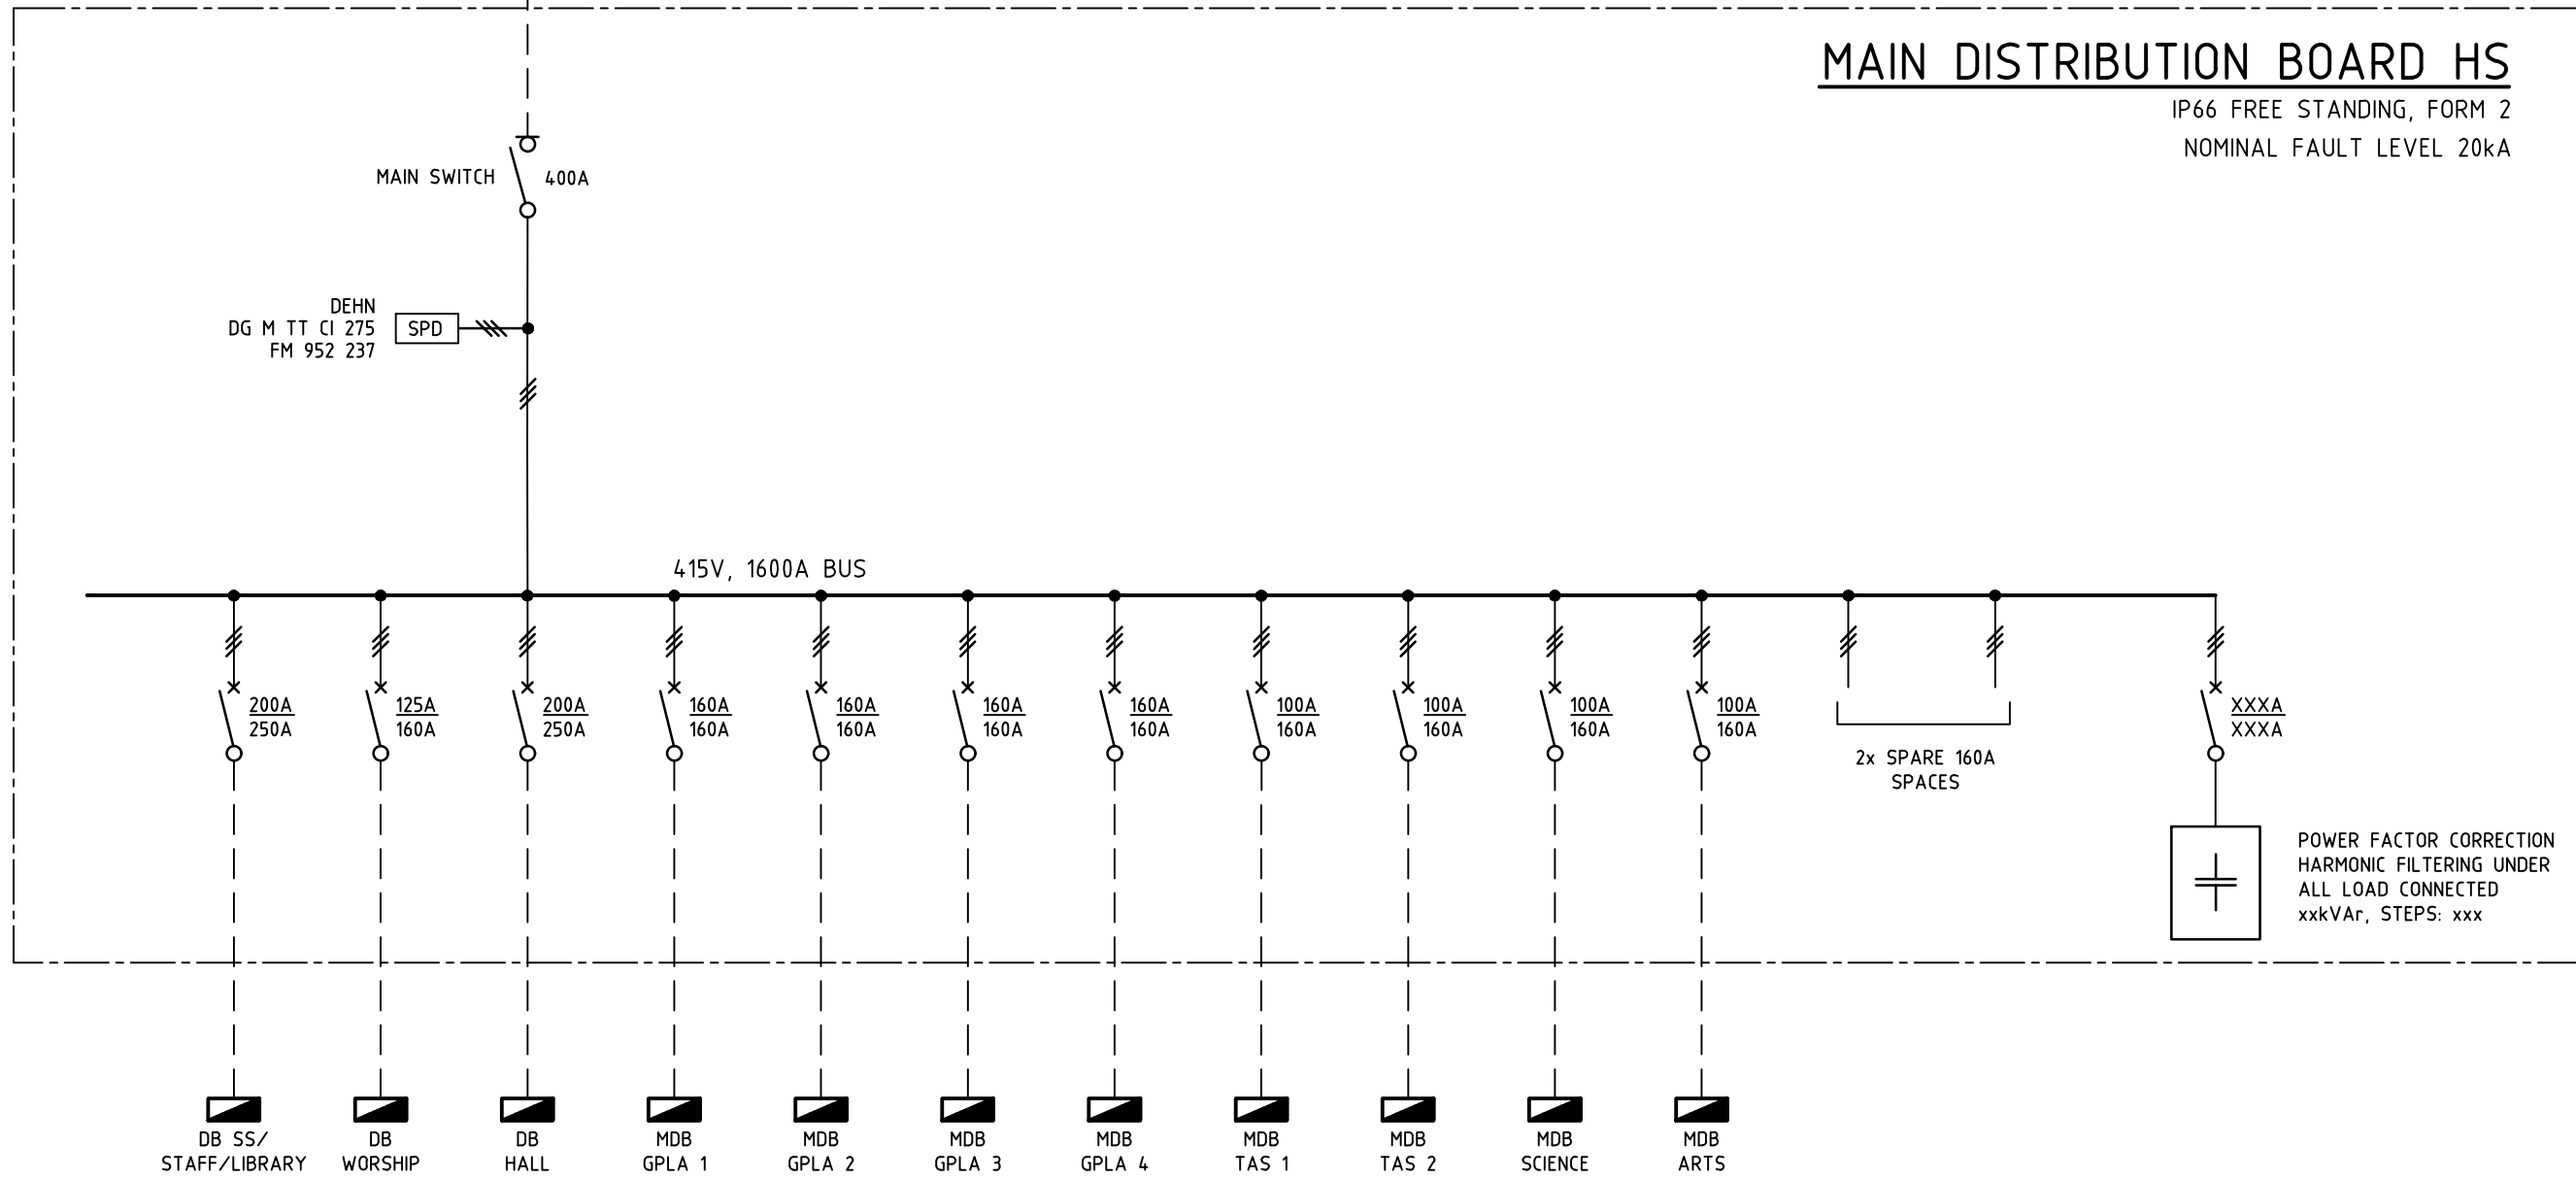 MAIN DISTRIBUTION BOARD HS
IP66 FREE STANDING, FORM 2
NOMINAL FAULT LEVEL 20kA
MAIN SWITCH
400A
DEHN
DG M TT CI 275
FM 952 237
SPD
415V, 1600A BUS
200A
250A
125A
160A
200A
250A
160A
160A
160A
160A
160A
160A
160A
160A
100A
160A
100A
160A
100A
160A
100A
160A
2x SPARE 160A
SPACES
XXXA
XXXA
POWER FACTOR CORRECTION
HARMONIC FILTERING UNDER
ALL LOAD CONNECTED
xxkVAr, STEPS: xxx
DB SS/
STAFF/LIBRARY
DB
WORSHIP
DB
HALL
MDB
GPLA 1
MDB
GPLA 2
MDB
GPLA 3
MDB
GPLA 4
MDB
TAS 1
MDB
TAS 2
MDB
SCIENCE
MDB
ARTS